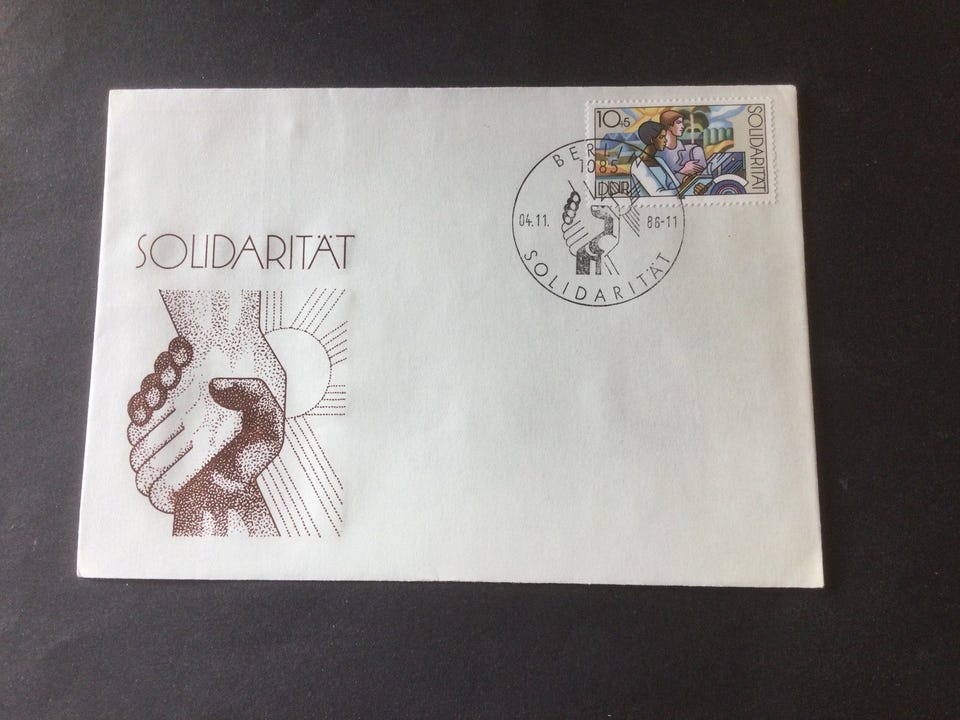 10+5
SOLIDARITÄT
DDR
BERLIN
1085
04.11.
86-11
SOLIDARITÄT
SOLIDARITÄT